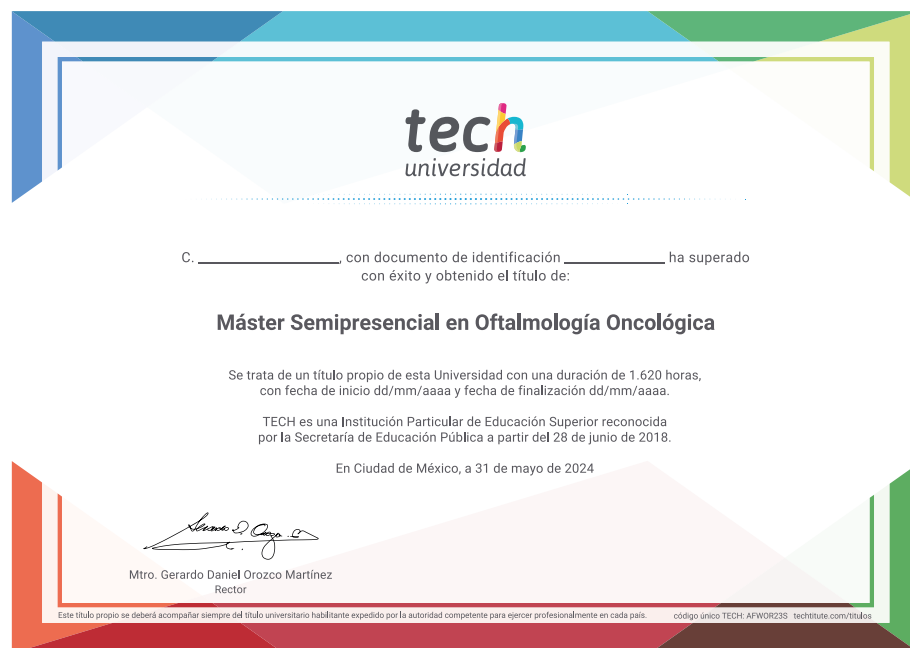 tech
universidad
C. ____________________, con documento de identificación ______________ ha superado
con éxito y obtenido el título de:
Máster Semipresencial en Oftalmología Oncológica
Se trata de un título propio de esta Universidad con una duración de 1.620 horas,
con fecha de inicio dd/mm/aaaa y fecha de finalización dd/mm/aaaa.
TECH es una Institución Particular de Educación Superior reconocida
por la Secretaría de Educación Pública a partir del 28 de junio de 2018.
En Ciudad de México, a 31 de mayo de 2024
Mtro. Gerardo Daniel Orozco Martínez
Rector
Este título propio se deberá acompañar siempre del título universitario habilitante expedido por la autoridad competente para ejercer profesionalmente en cada país. código único TECH: AFWOR23S techtitute.com/titulos